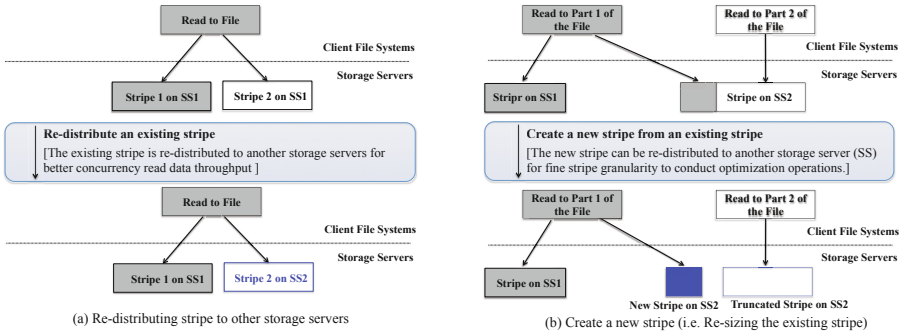 Read to File
Client File Systems
Storage Servers
Stripe 1 on SS1
Stripe 2 on SS1
Re-distribute an existing stripe
[The existing stripe is re-distributed to another storage servers for
better concurrency read data throughput ]
Read to File
Client File Systems
Storage Servers
Stripe 1 on SS1
Stripe 2 on SS2
(a) Re-distributing stripe to other storage servers
Read to Part 1 of
the File
Read to Part 2 of
the File
Client File Systems
Storage Servers
Stripr on SS1
Stripe on SS2
Create a new stripe from an existing stripe
[The new stripe can be re-distributed to another storage server (SS)
for fine stripe granularity to conduct optimization operations.]
Read to Part 1 of
the File
Read to Part 2 of
the File
Client File Systems
Storage Servers
Stripe on SS1
New Stripe on SS2
Truncated Stripe on SS2
(b) Create a new stripe (i.e. Re-sizing the existing stripe)